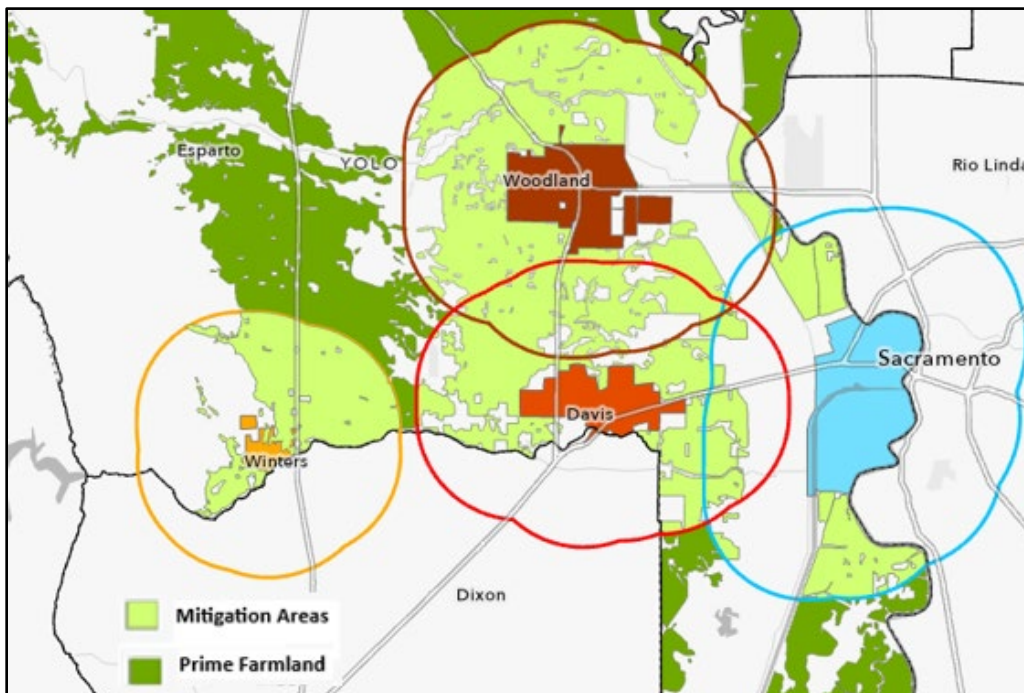 Esparto
YOLO
Woodland
Rio Linda
Sacramento
Davis
Winters
Dixon
Mitigation Areas
Prime Farmland